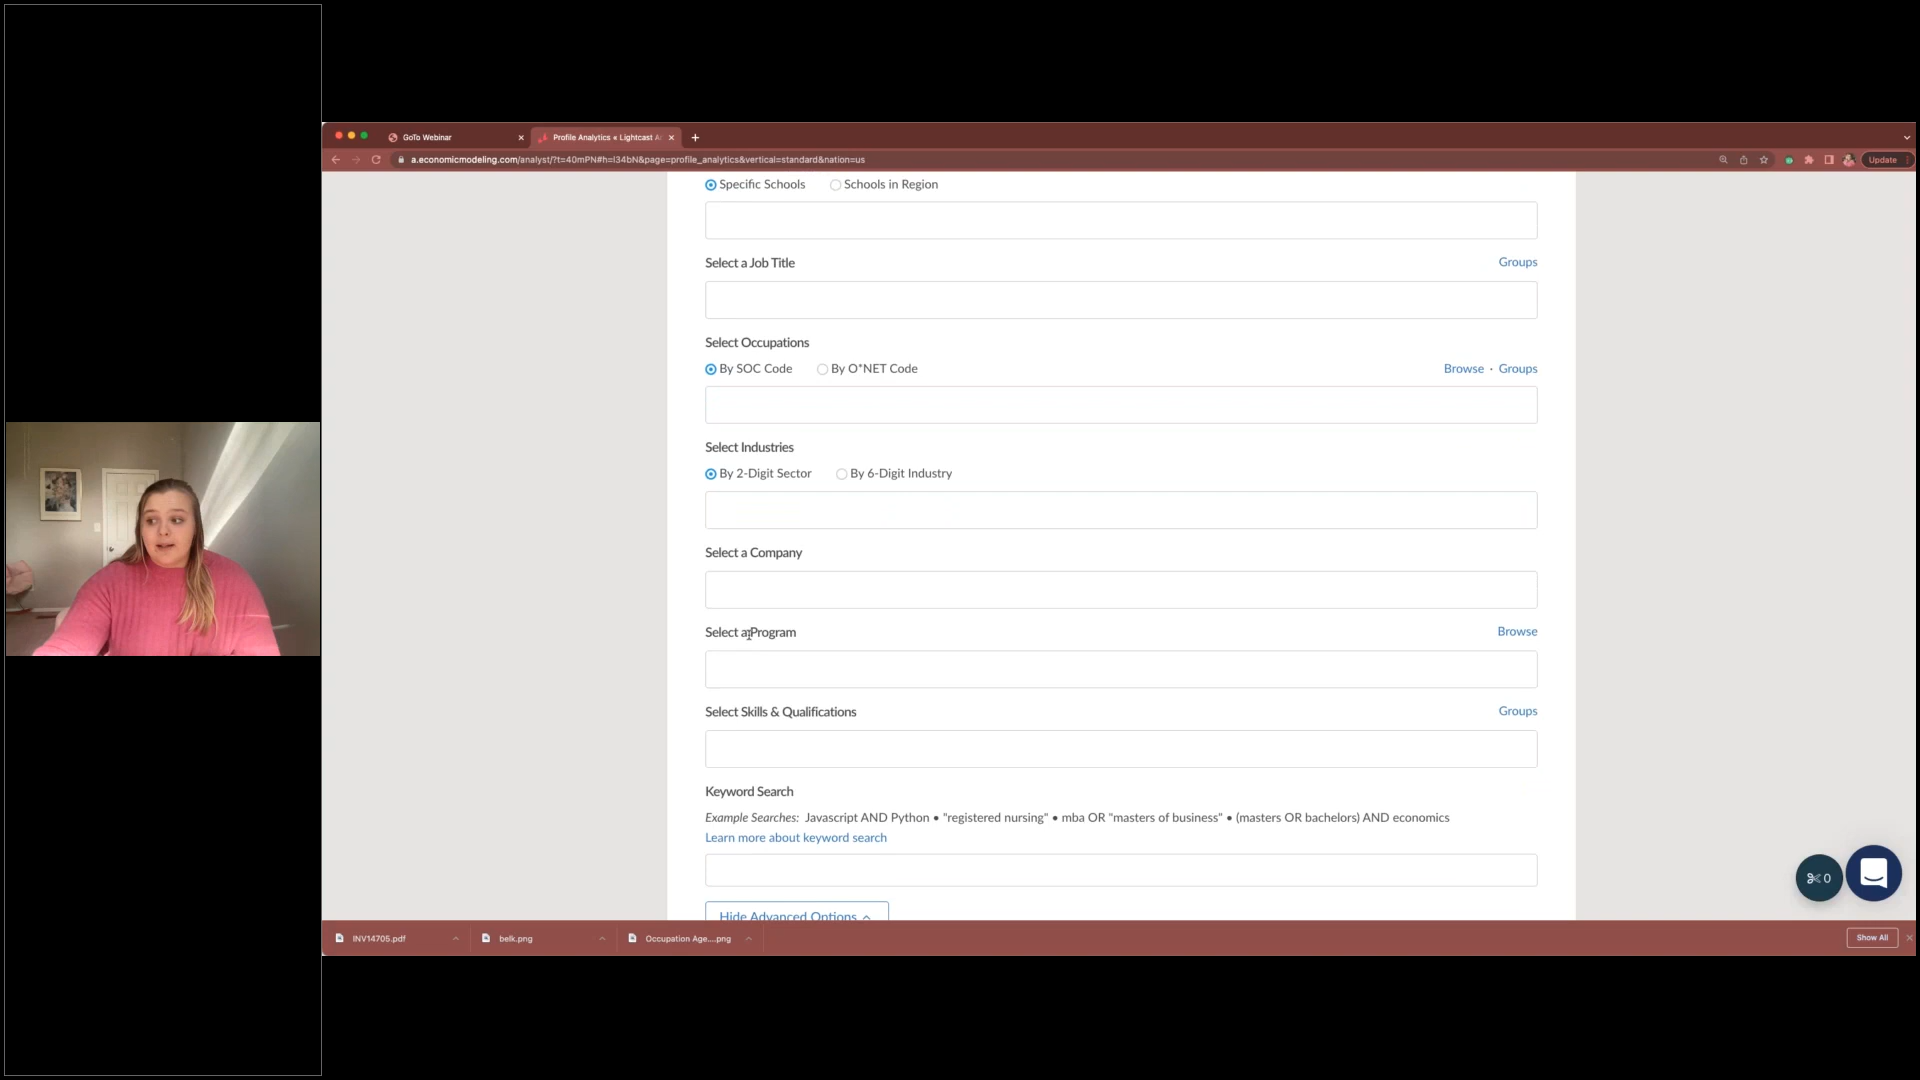 GoTo Webinar
Profile Analytics « Lightcast A
a.economicmodeling.com/analyst/?t=40mPN#h=I34bN&page=profile_analytics&vertical=standard&nation=us
Update
Specific Schools Schools in Region
Select a Job Title Groups
Select Occupations
By SOC Code By O*NET Code Browse · Groups
Select Industries
By 2-Digit Sector By 6-Digit Industry
Select a Company
Select a Program Browse
Select Skills & Qualifications Groups
Keyword Search
Example Searches: Javascript AND Python • "registered nursing" • mba OR "masters of business" • (masters OR bachelors) AND economics
Learn more about keyword search
0
Hide Advanced Options
INV14705.pdf belk.png Occupation Age....png Show All